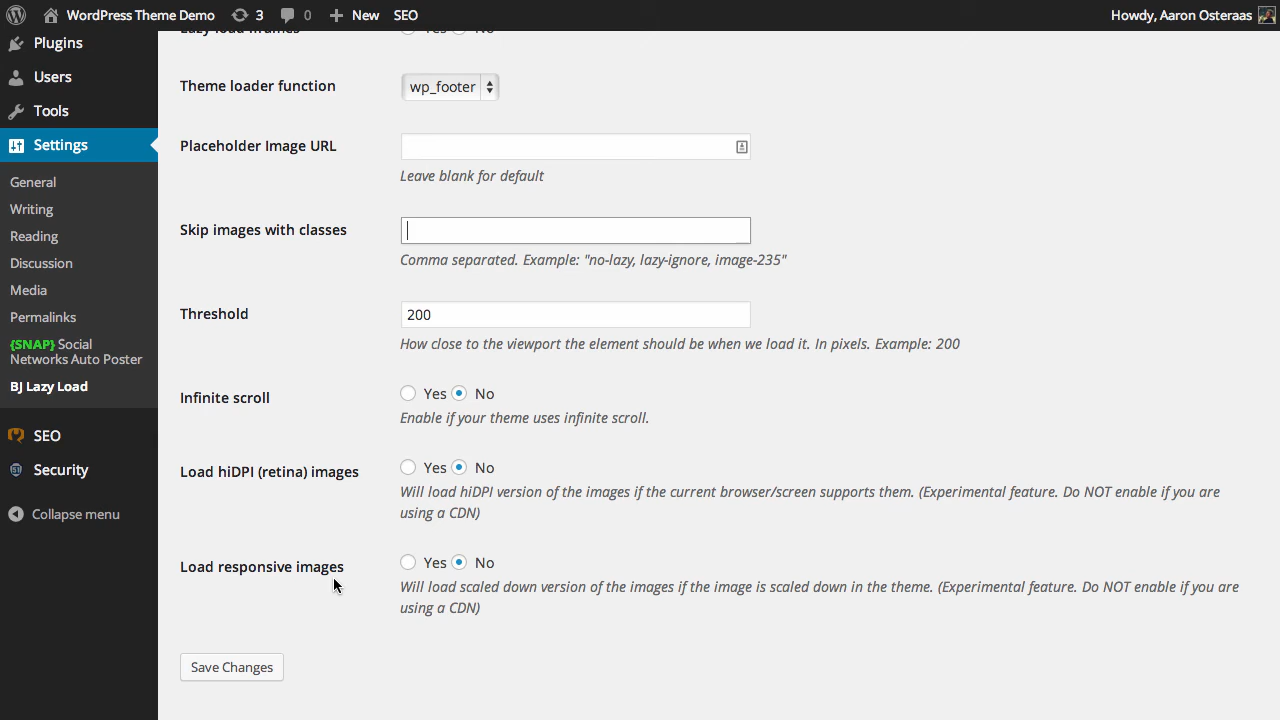 WordPress Theme Demo 3 0 New SEO Howdy, Aaron Osteraas
Plugins
Users
Tools
Settings
General
Writing
Reading
Discussion
Media
Permalinks
{SNAP} Social
Networks Auto Poster
BJ Lazy Load
SEO
Security
Collapse menu
Lazy load iframes Yes No
Theme loader function wp_footer
Placeholder Image URL
Leave blank for default
Skip images with classes
Comma separated. Example: "no-lazy, lazy-ignore, image-235"
Threshold 200
How close to the viewport the element should be when we load it. In pixels. Example: 200
Infinite scroll Yes No
Enable if your theme uses infinite scroll.
Load hiDPI (retina) images Yes No
Will load hiDPI version of the images if the current browser/screen supports them. (Experimental feature. Do NOT enable if you are
using a CDN)
Load responsive images Yes No
Will load scaled down version of the images if the image is scaled down in the theme. (Experimental feature. Do NOT enable if you are
using a CDN)
Save Changes